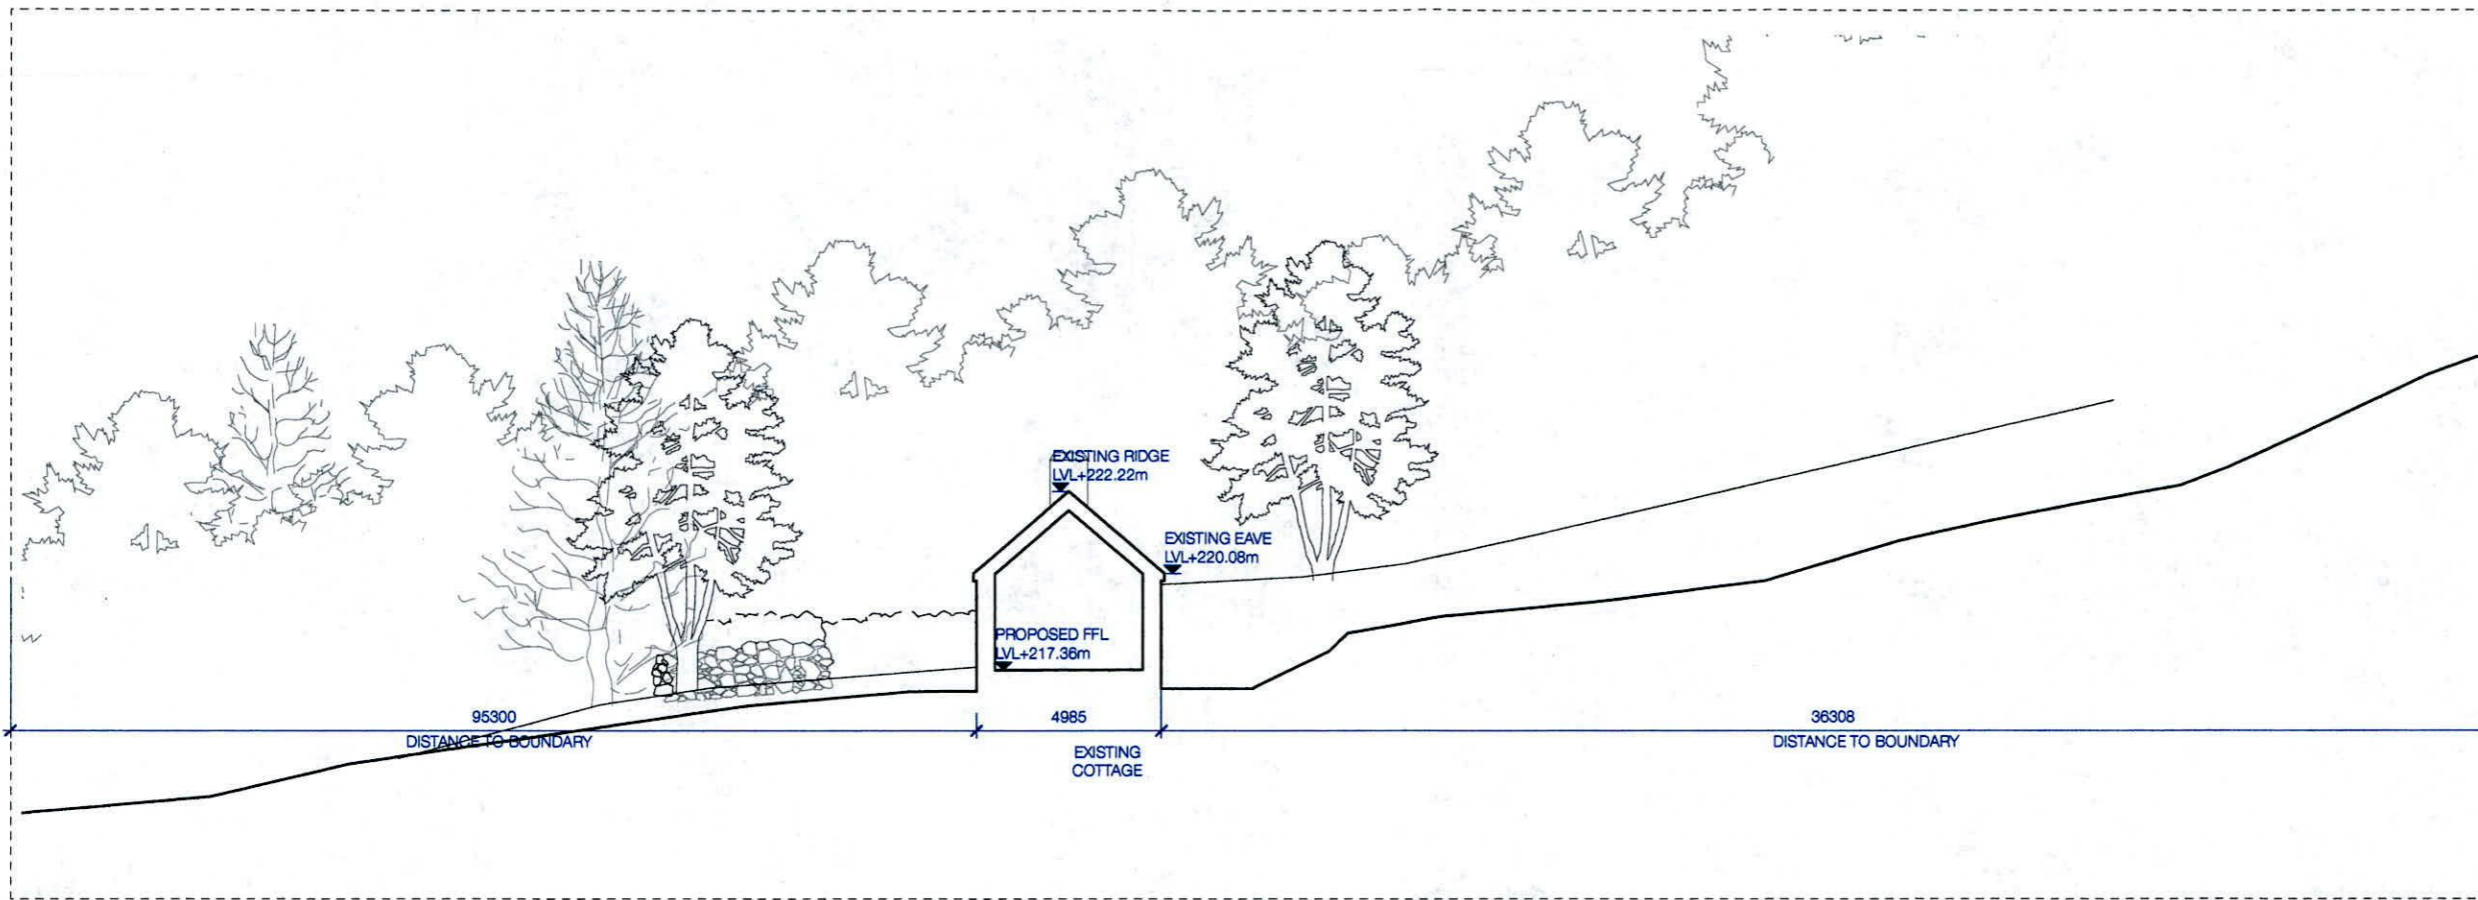 EXISTING RIDGE
LVL+222.22m
EXISTING EAVE
LVL+220.08m
PROPOSED FFL
LVL+217.36m
95300
DISTANCE TO BOUNDARY
4985
EXISTING
COTTAGE
36308
DISTANCE TO BOUNDARY